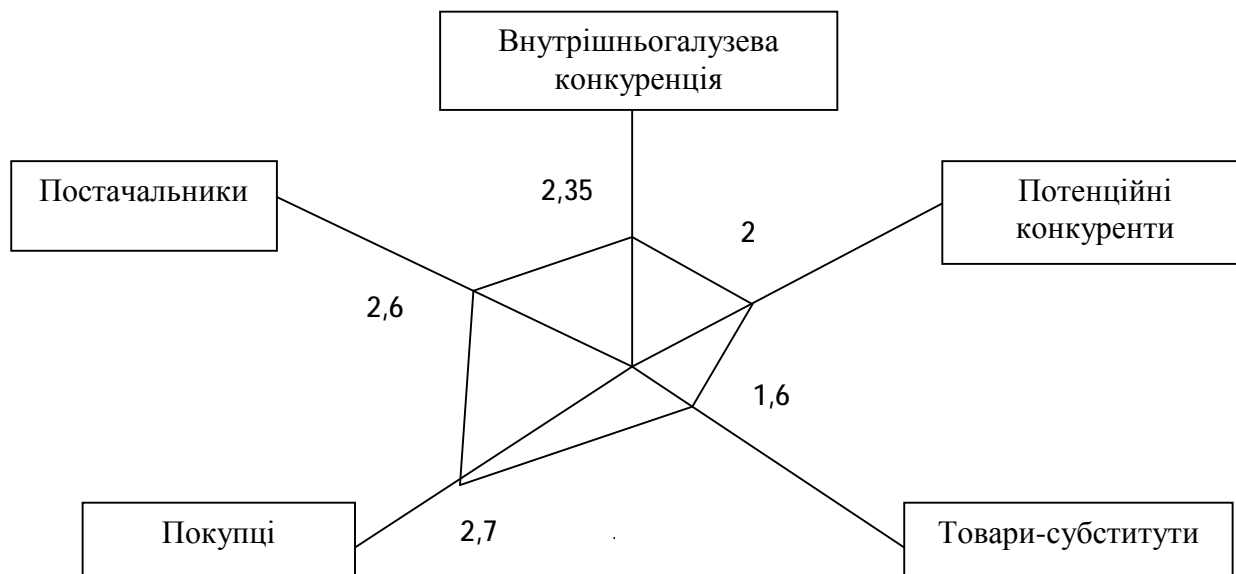 Внутрішньогалузева
конкуренція
Постачальники
Потенційні
конкуренти
2,35
2
2,6
1,6
Покупці
2,7
Товари-субститути